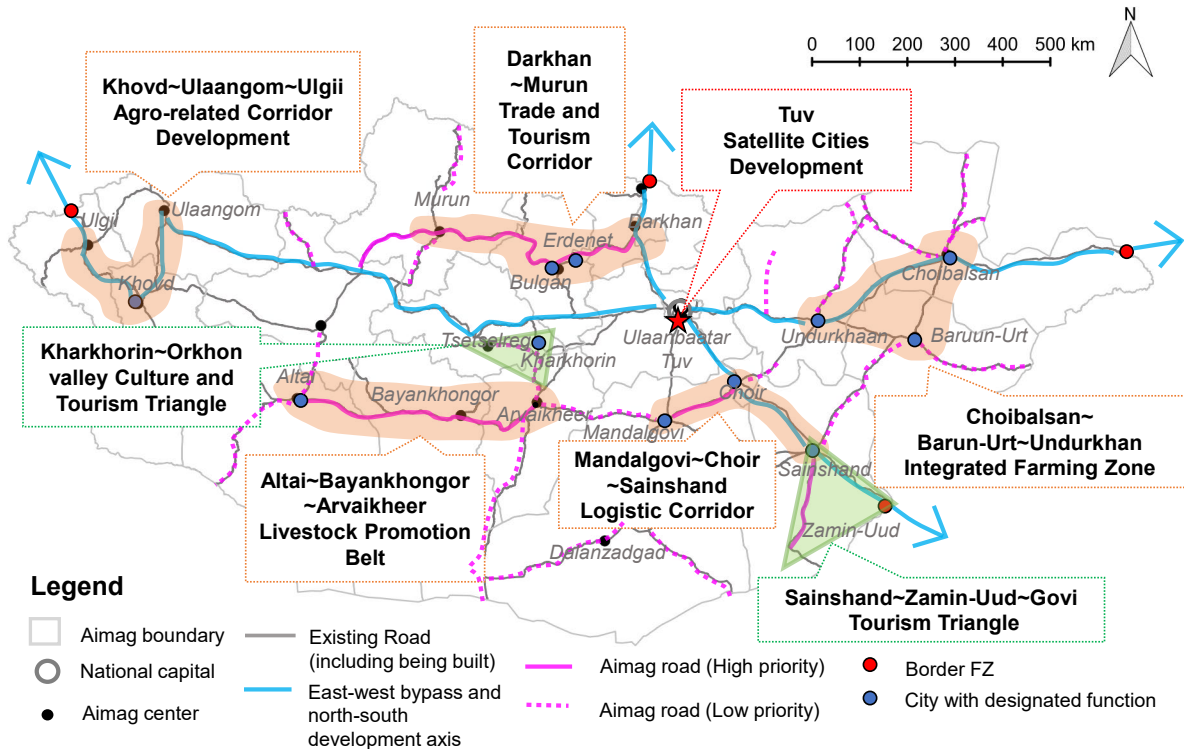 N
0 100 200 300 400 500 km
Khovd~Ulaangom~Ulgii
Agro-related Corridor
Development
Darkhan
~Murun
Trade and
Tourism
Corridor
Tuv
Satellite Cities
Development
Ulgil
Ulaangom
Khovd
Murun
Erdenet
Bulgan
Darkhan
Choibalsan
Undurkhaan
Baruun-Urt
Ulaanbaatar
Tuv
Tsetselreg
Kharkhorin
Altai
Bayankhongor
Arvaikheer
Mandalgovi
Choir
Sainshand
Zamin-Uud
Dalanzadgad
Kharkhorin~Orkhon
valley Culture and
Tourism Triangle
Altai~Bayankhongor
~Arvaikheer
Livestock Promotion
Belt
Mandalgovi~Choir
~Sainshand
Logistic Corridor
Choibalsan~
Barun-Urt~Undurkhan
Integrated Farming Zone
Sainshand~Zamin-Uud~Govi
Tourism Triangle
Legend
Aimag boundary
National capital
Aimag center
Existing Road
(including being built)
East-west bypass and
north-south
development axis
Aimag road (High priority)
Aimag road (Low priority)
Border FZ
City with designated function